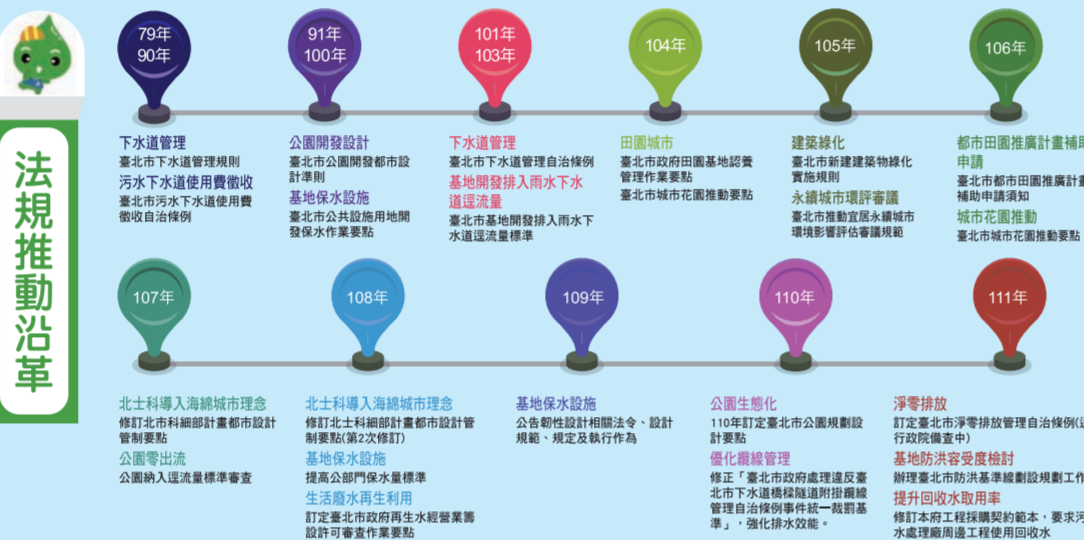 法規推動沿革
79年
90年
下水道管理
臺北市下水道管理規則
污水下水道使用費徵收
臺北市污水下水道使用費
徵收自治條例
91年
100年
公園開發設計
臺北市公園開發都市設
計準則
基地保水設施
臺北市公共設施用地開
發保水作業要點
101年
103年
下水道管理
臺北市下水道管理自治條例
基地開發排入雨水下水
道逕流量
臺北市基地開發排入雨水下
水道逕流量標準
104年
田園城市
臺北市政府田園基地認養
管理作業要點
臺北市城市花園推動要點
105年
建築綠化
臺北市新建建築物綠化
實施規則
永續城市環評審議
臺北市推動宜居永續城市
環境影響評估審議規範
106年
都市田園推廣計畫補助
申請
臺北市都市田園推廣計畫
補助申請須知
城市花園推動
臺北市城市花園推動要點
107年
北士科導入海綿城市理念
修訂北市科細部計畫都市設計
管制要點
公園零出流
公園納入逕流量標準審查
108年
北士科導入海綿城市理念
修訂北士科細部計畫都市設計管
制要點(第2次修訂)
基地保水設施
提高公部門保水量標準
生活廢水再生利用
訂定臺北市政府再生水經營業籌
設許可審查作業要點
109年
基地保水設施
公告韌性設計相關法令、設計
規範、規定及執行作為
110年
公園生態化
110年訂定臺北市公園規劃設
計要點
優化纜線管理
修正「臺北市政府處理違反臺
北市下水道橋樑隧道附掛纜線
管理自治條例事件統一裁罰基
準」，強化排水效能。
111年
淨零排放
訂定臺北市淨零排放管理自治條例(送
行政院備查中)
基地防洪容受度檢討
辦理臺北市防洪基準線劃設規劃工作
提升回收水取用率
修訂本府工程採購契約範本，要求污
水處理廠周邊工程使用回收水